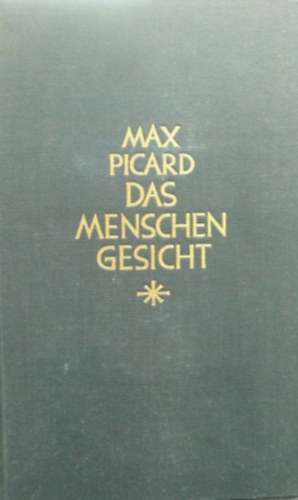 MAX
PICARD
DAS
MENSCHEN
GESICHT